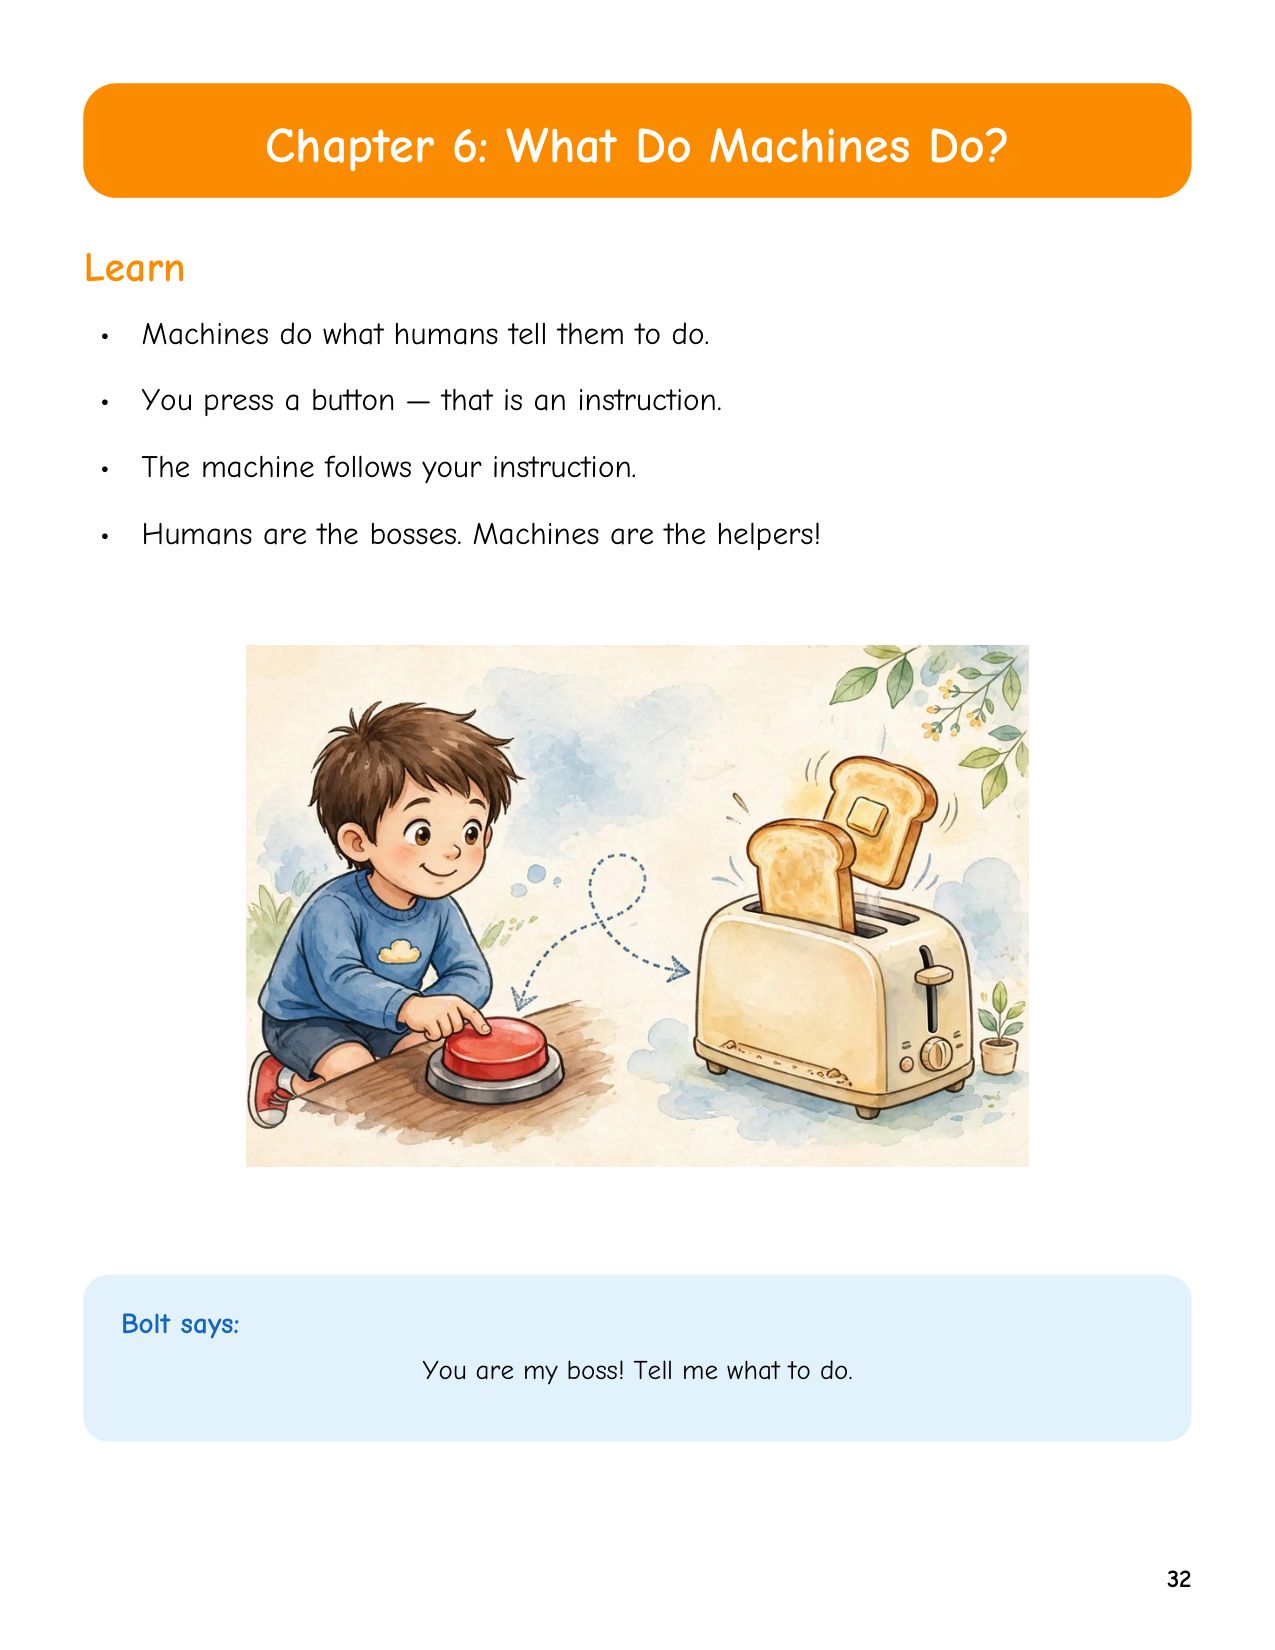 Chapter 6: What Do Machines Do?
Learn
• Machines do what humans tell them to do.
• You press a button — that is an instruction.
• The machine follows your instruction.
• Humans are the bosses. Machines are the helpers!
Bolt says:
You are my boss! Tell me what to do.
32